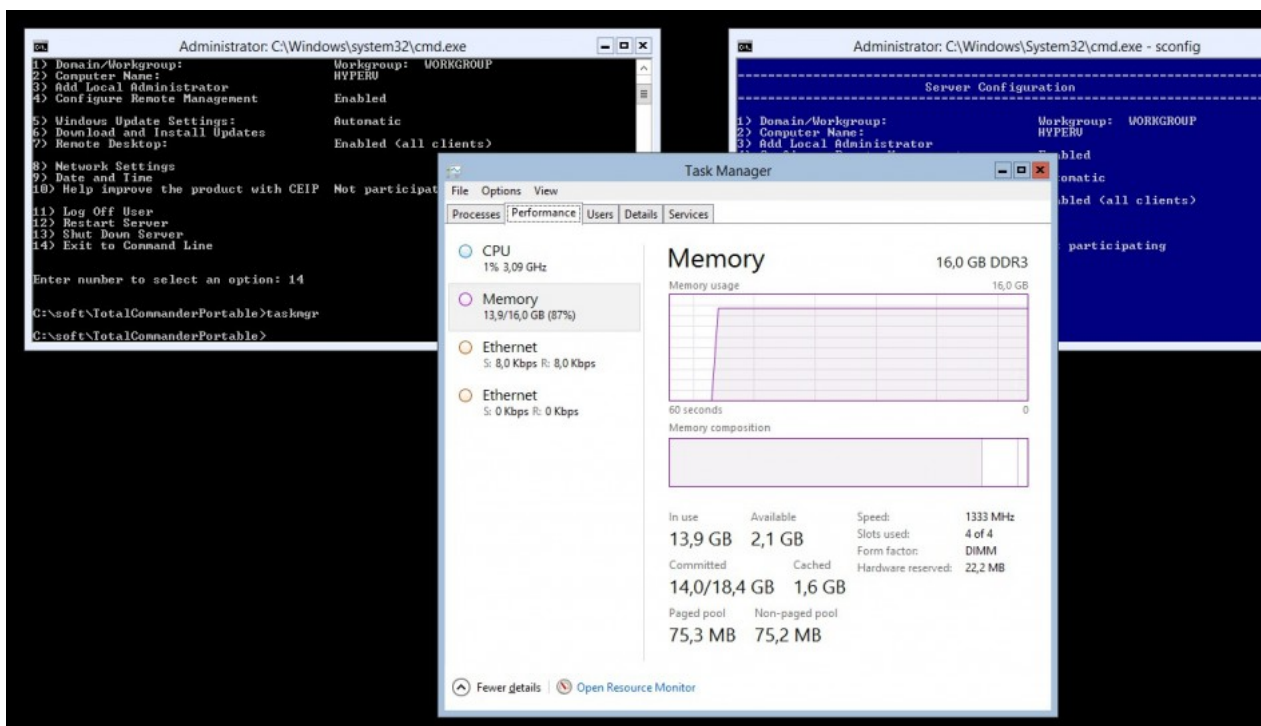 Administrator: C:\Windows\system32\cmd.exe
1) Domain/Workgroup: Workgroup: WORKGROUP
2) Computer Name: HYPERV
3) Add Local Administrator
4) Configure Remote Management Enabled
5) Windows Update Settings: Automatic
6) Download and Install Updates
7) Remote Desktop: Enabled (all clients)
8) Network Settings
9) Date and Time
10) Help improve the product with CEIP Not participat
11) Log Off User
12) Restart Server
13) Shut Down Server
14) Exit to Command Line
Enter number to select an option: 14
C:\soft\TotalCommanderPortable>taskmgr
C:\soft\TotalCommanderPortable>
Administrator: C:\Windows\System32\cmd.exe - sconfig
Server Configuration
1) Domain/Workgroup: Workgroup: WORKGROUP
2) Computer Name: HYPERV
3) Add Local Administrator
bled
omatic
bled (all clients)
participating
Task Manager
File Options View
Processes Performance Users Details Services
CPU
1% 3,09 GHz
Memory
13,9/16,0 GB (87%)
Ethernet
S: 8,0 Kbps R: 8,0 Kbps
Ethernet
S: 0 Kbps R: 0 Kbps
Memory 16,0 GB DDR3
Memory usage 16,0 GB
60 seconds 0
Memory composition
In use Available
13,9 GB 2,1 GB
Committed Cached
14,0/18,4 GB 1,6 GB
Paged pool Non-paged pool
75,3 MB 75,2 MB
Speed: 1333 MHz
Slots used: 4 of 4
Form factor: DIMM
Hardware reserved: 22,2 MB
Fewer details Open Resource Monitor